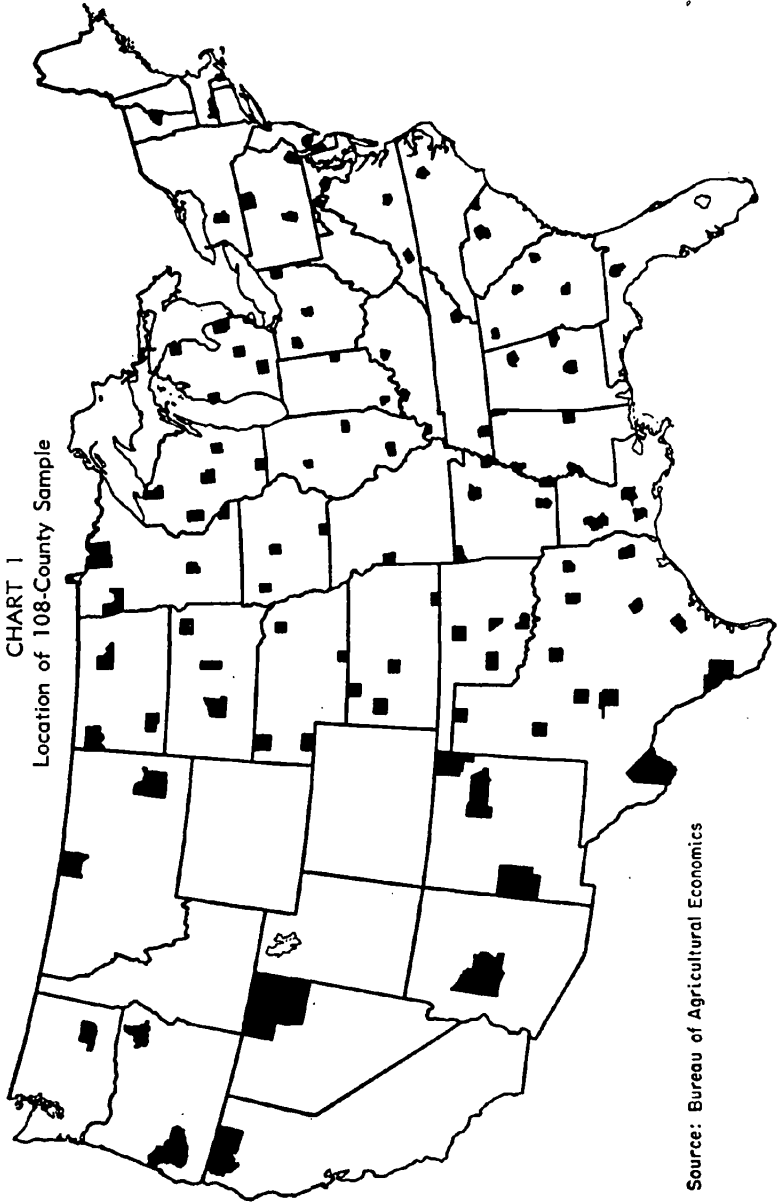 CHART 1
Location of 108-County Sample
Source: Bureau of Agricultural Economics